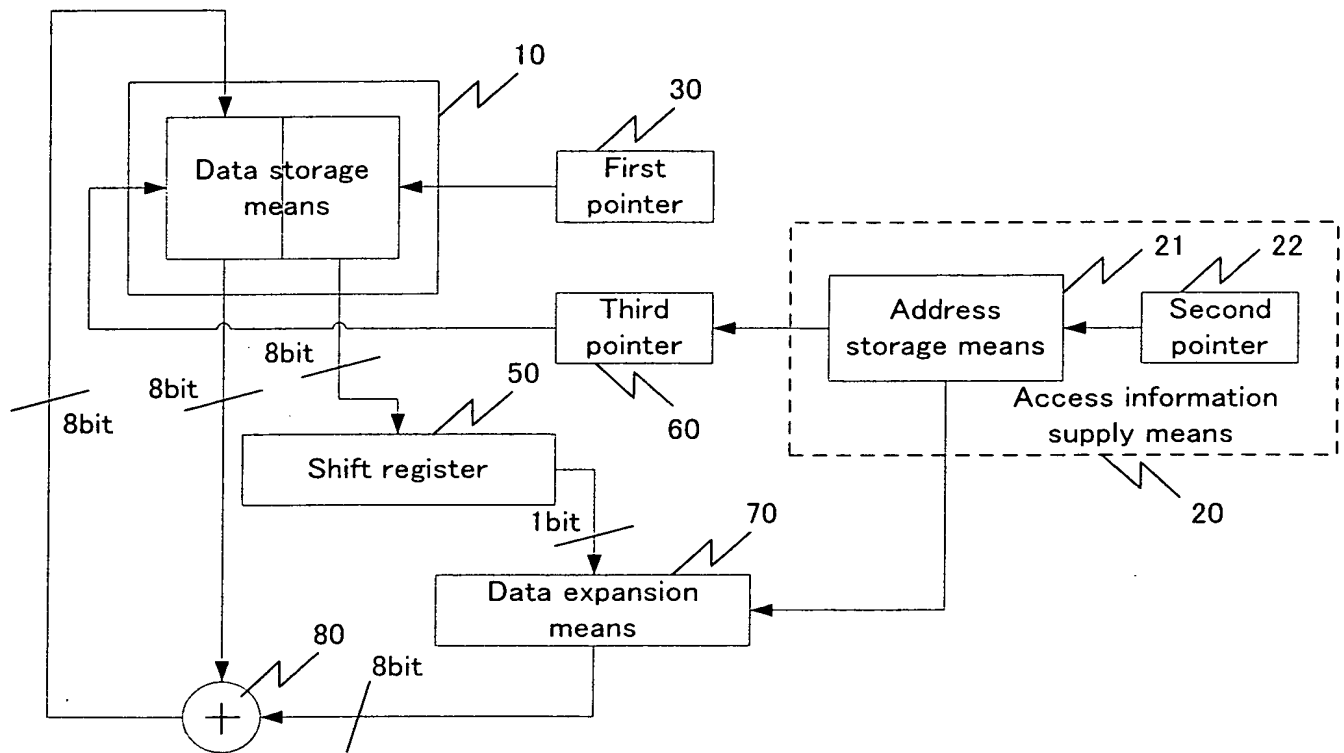 10
30
Data storage
means
First
pointer
21
22
Third
pointer
Address
storage means
Second
pointer
8bit
8bit
8bit
50
60
Access information
supply means
Shift register
20
1bit
70
Data expansion
means
80
8bit
+